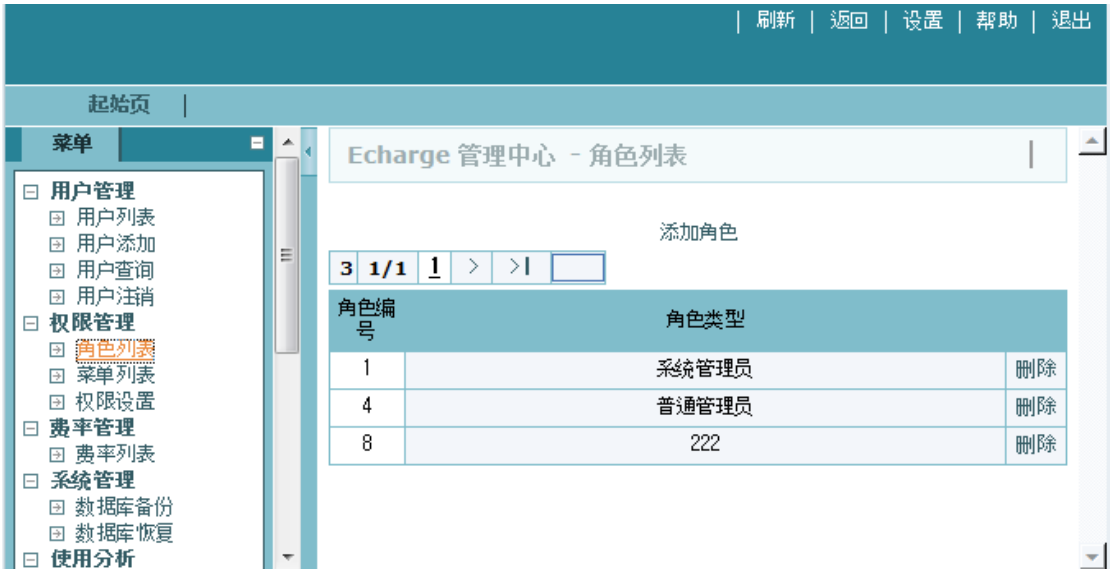 | 刷新 | 返回 | 设置 | 帮助 | 退出
起始页 |
菜单
用户管理
用户列表
用户添加
用户查询
用户注销
权限管理
角色列表
菜单列表
权限设置
费率管理
费率列表
系统管理
数据库备份
数据库恢复
使用分析
Echarge 管理中心 - 角色列表 |
添加角色
3 1/1 1 > >|
角色编号 角色类型
1 系统管理员 删除
4 普通管理员 删除
8 222 删除